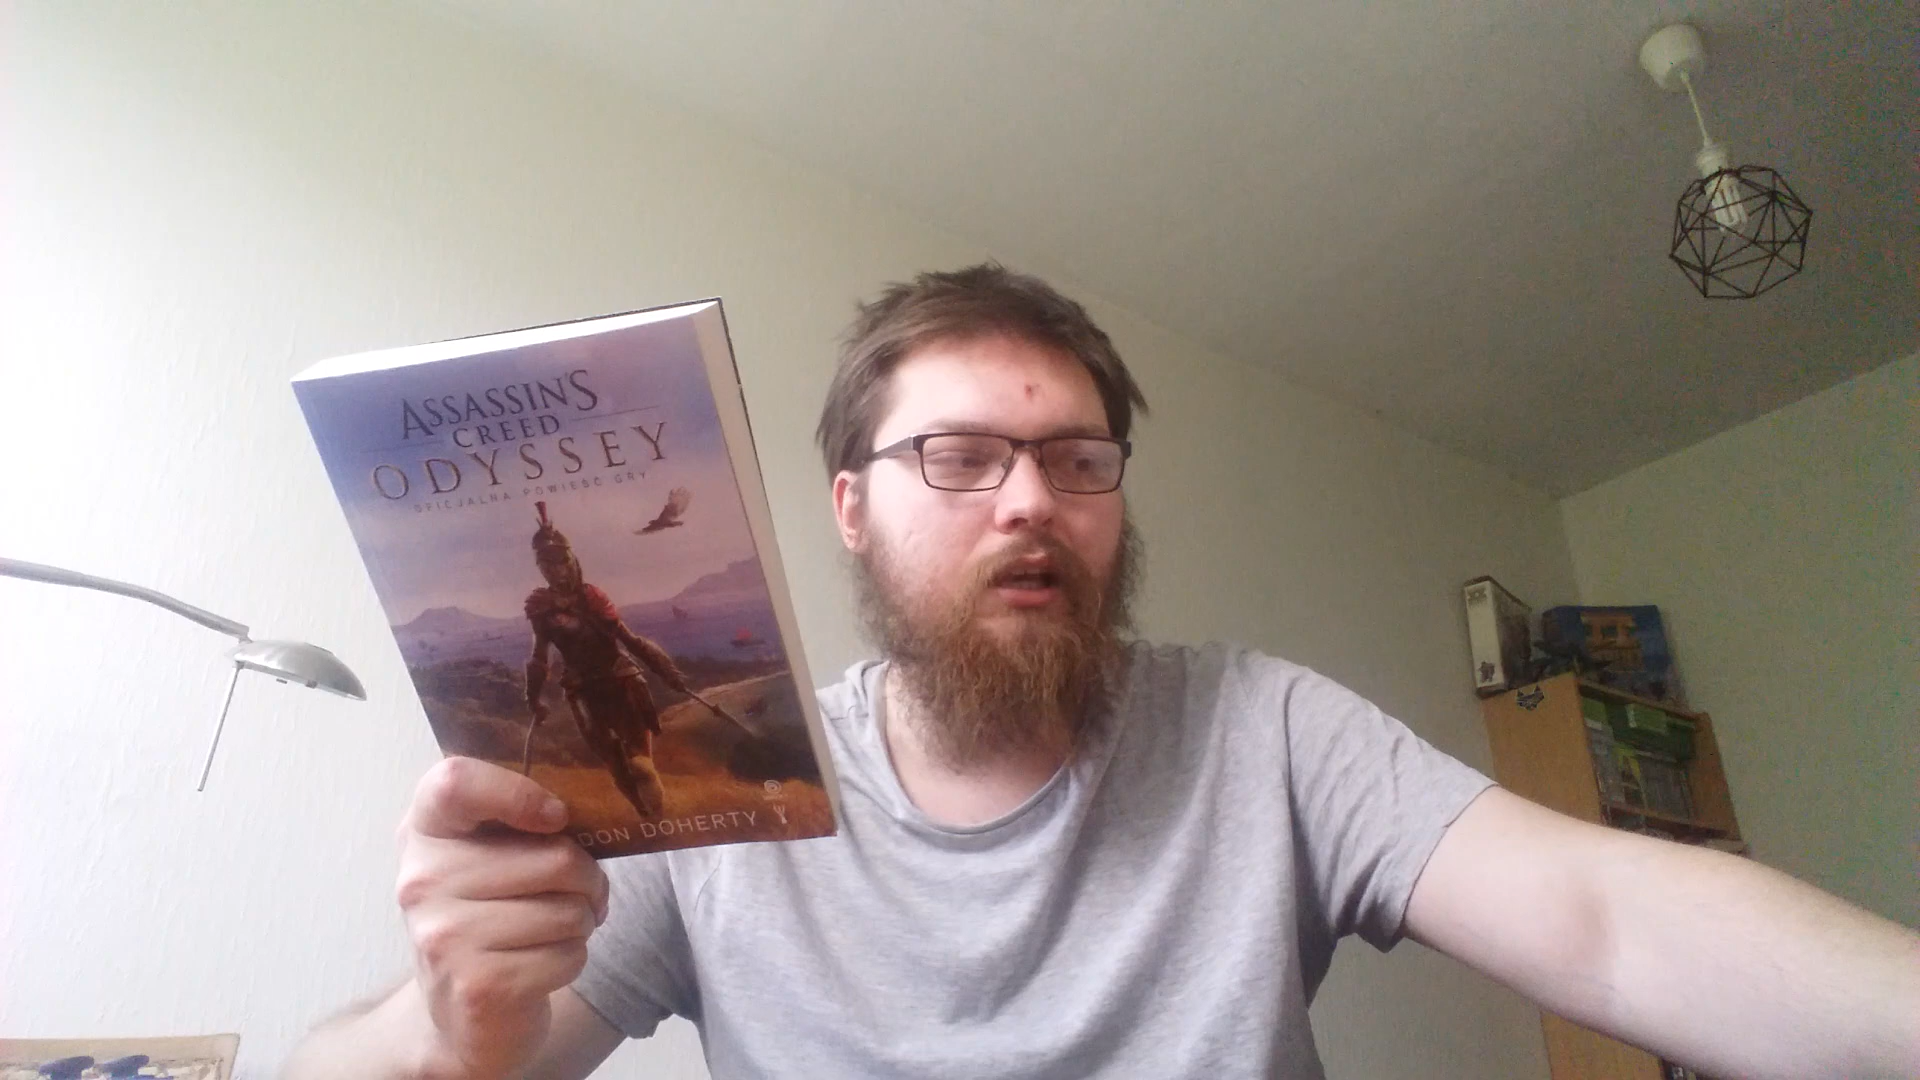 ASSASSIN'S
CREED
ODYSSEY
OFICJALNA POWIEŚĆ GRY
DON DOHERTY